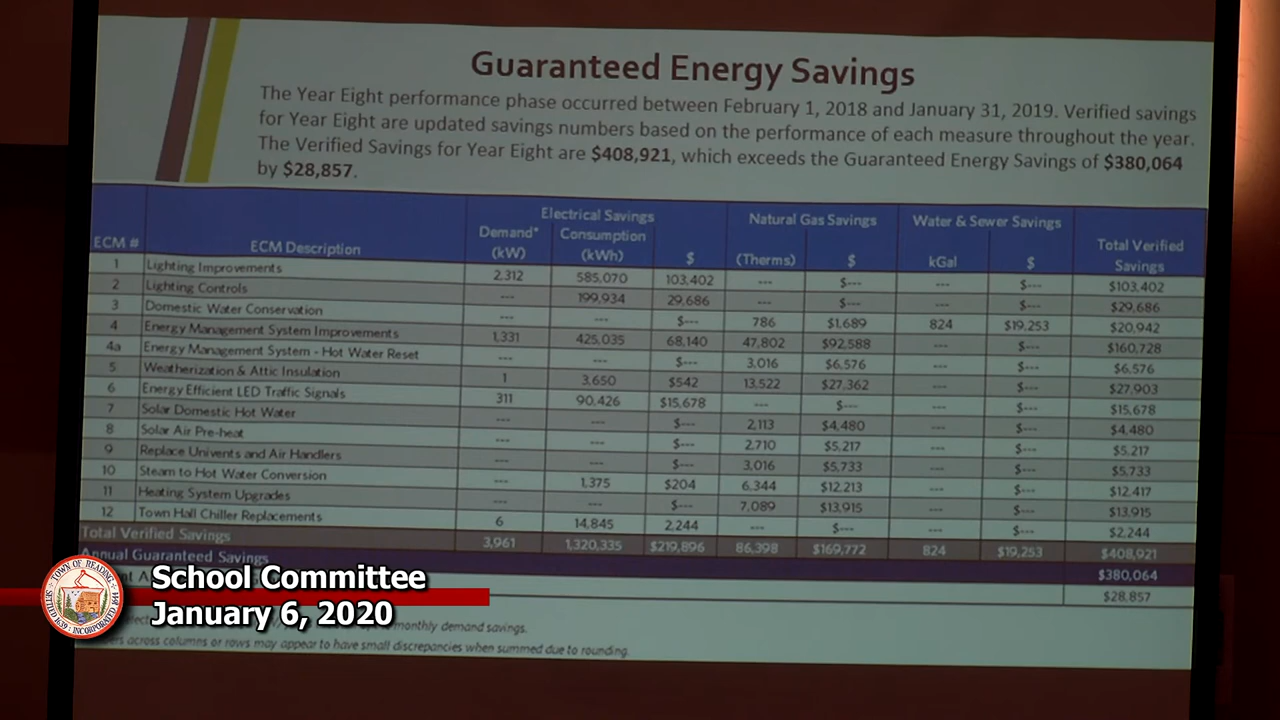 Guaranteed Energy Savings
The Year Eight performance phase occurred between February 1, 2018 and January 31, 2019. Verified savings
for Year Eight are updated savings numbers based on the performance of each measure throughout the year.
The Verified Savings for Year Eight are $408,921, which exceeds the Guaranteed Energy Savings of $380,064
by $28,857.
Electrical Savings Natural Gas Savings Water & Sewer Savings
ECM # ECM Description Demand* (kW) Consumption (kWh) $ (Therms) $ kGal $ Total Verified Savings
1 Lighting Improvements 2,312 585,070 103,402 --- $--- --- $--- $103,402
2 Lighting Controls --- 199,934 29,686 --- $--- --- $--- $29,686
3 Domestic Water Conservation --- --- $--- 786 $1,689 824 $19,253 $20,942
4 Energy Management System Improvements 1,331 425,035 68,140 47,802 $92,588 --- $--- $160,728
4a Energy Management System - Hot Water Reset --- --- $--- 3,016 $6,576 --- $--- $6,576
5 Weatherization & Attic Insulation 1 3,650 $542 13,522 $27,362 --- $--- $27,903
6 Energy Efficient LED Traffic Signals 311 90,426 $15,678 --- $--- --- $--- $15,678
7 Solar Domestic Hot Water --- --- $--- 2,113 $4,480 --- $--- $4,480
8 Solar Air Pre-heat --- --- $--- 2,710 $5,217 --- $--- $5,217
9 Replace Univents and Air Handlers --- --- $--- 3,016 $5,733 --- $--- $5,733
10 Steam to Hot Water Conversion --- 1,375 $204 6,344 $12,213 --- $--- $12,417
11 Heating System Upgrades --- --- $--- 7,089 $13,915 --- $--- $13,915
12 Town Hall Chiller Replacements 6 14,845 2,244 --- $--- --- $--- $2,244
Total Verified Savings 3,961 1,320,335 $219,896 86,398 $169,772 824 $19,253 $408,921
Annual Guaranteed Savings $380,064
$28,857
monthly demand savings.
across columns or rows may appear to have small discrepancies when summed due to rounding
School Committee
January 6, 2020
TOWN OF READING
SETTLED 1639 INCORPORATED 1644